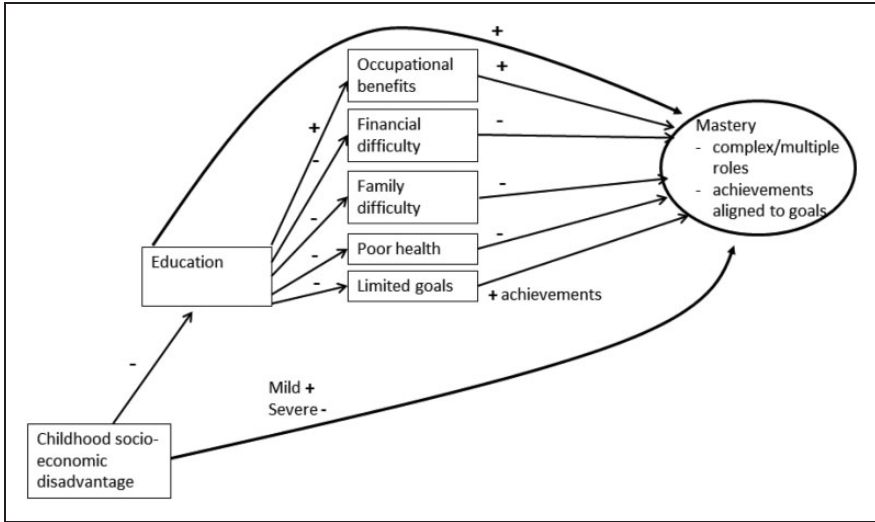 +
Occupational
benefits
+
+
Financial
difficulty
-
-
Mastery
- complex/multiple
roles
- achievements
aligned to goals
Family
difficulty
-
-
Education
Poor health
-
-
Limited goals
-
+ achievements
-
Mild +
Severe -
Childhood socio-
economic
disadvantage